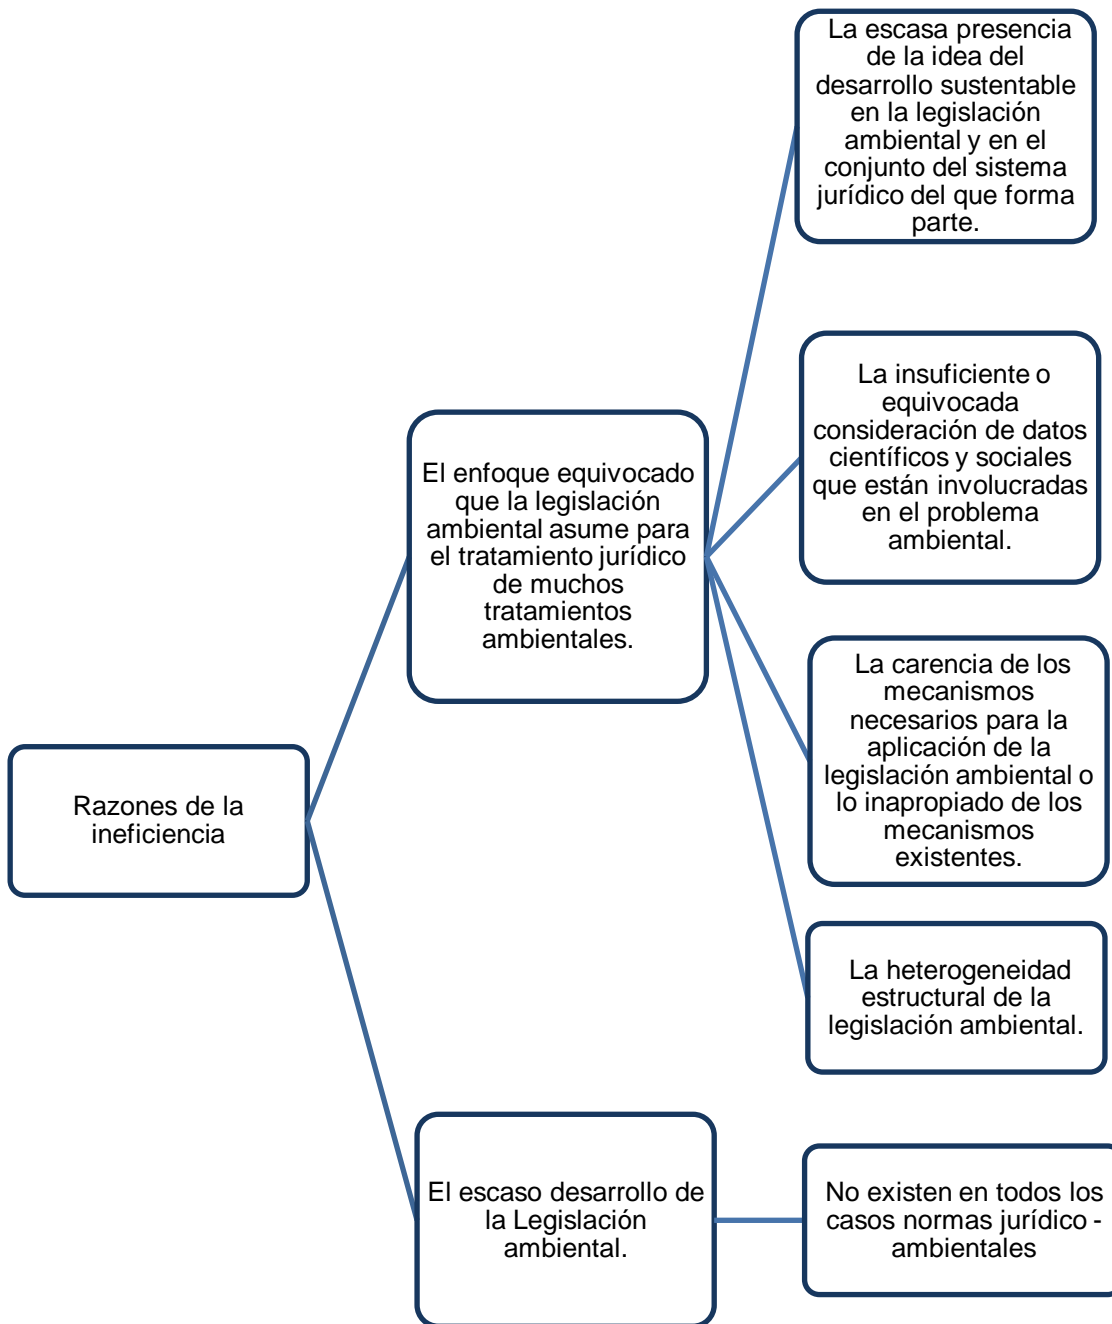 La escasa presencia
de la idea del
desarrollo sustentable
en la legislación
ambiental y en el
conjunto del sistema
jurídico del que forma
parte.
La insuficiente o
equivocada
consideración de datos
científicos y sociales
que están involucradas
en el problema
ambiental.
El enfoque equivocado
que la legislación
ambiental asume para
el tratamiento jurídico
de muchos
tratamientos
ambientales.
La carencia de los
mecanismos
necesarios para la
aplicación de la
legislación ambiental o
lo inapropiado de los
mecanismos
existentes.
Razones de la
ineficiencia
La heterogeneidad
estructural de la
legislación ambiental.
El escaso desarrollo de
la Legislación
ambiental.
No existen en todos los
casos normas jurídico -
ambientales